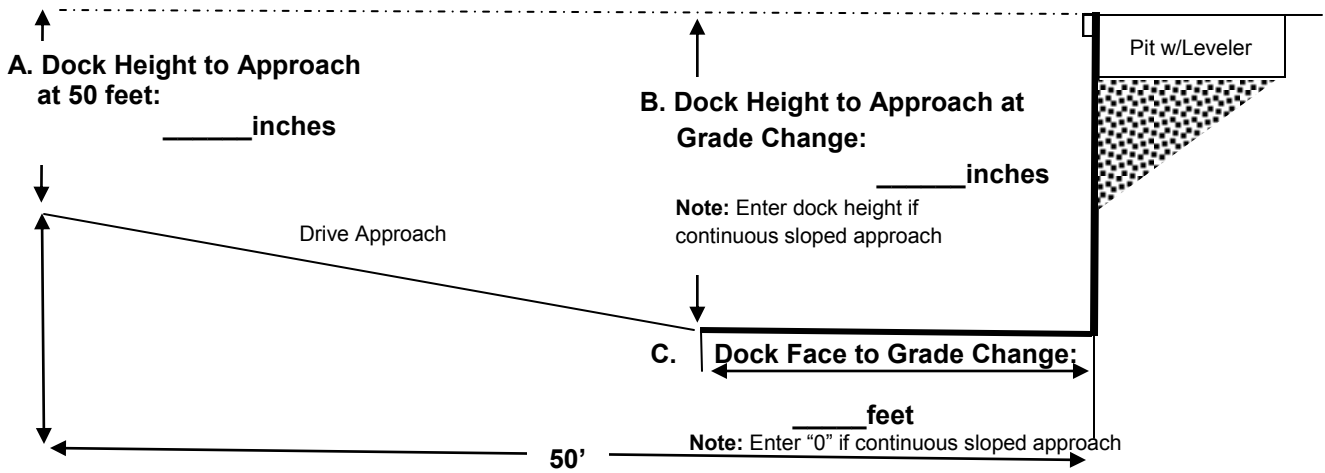 A. Dock Height to Approach
at 50 feet:
______inches
B. Dock Height to Approach at
Grade Change:
______inches
Note: Enter dock height if
continuous sloped approach
Pit w/Leveler
Drive Approach
C. Dock Face to Grade Change:
_____feet
Note: Enter “0” if continuous sloped approach
50’